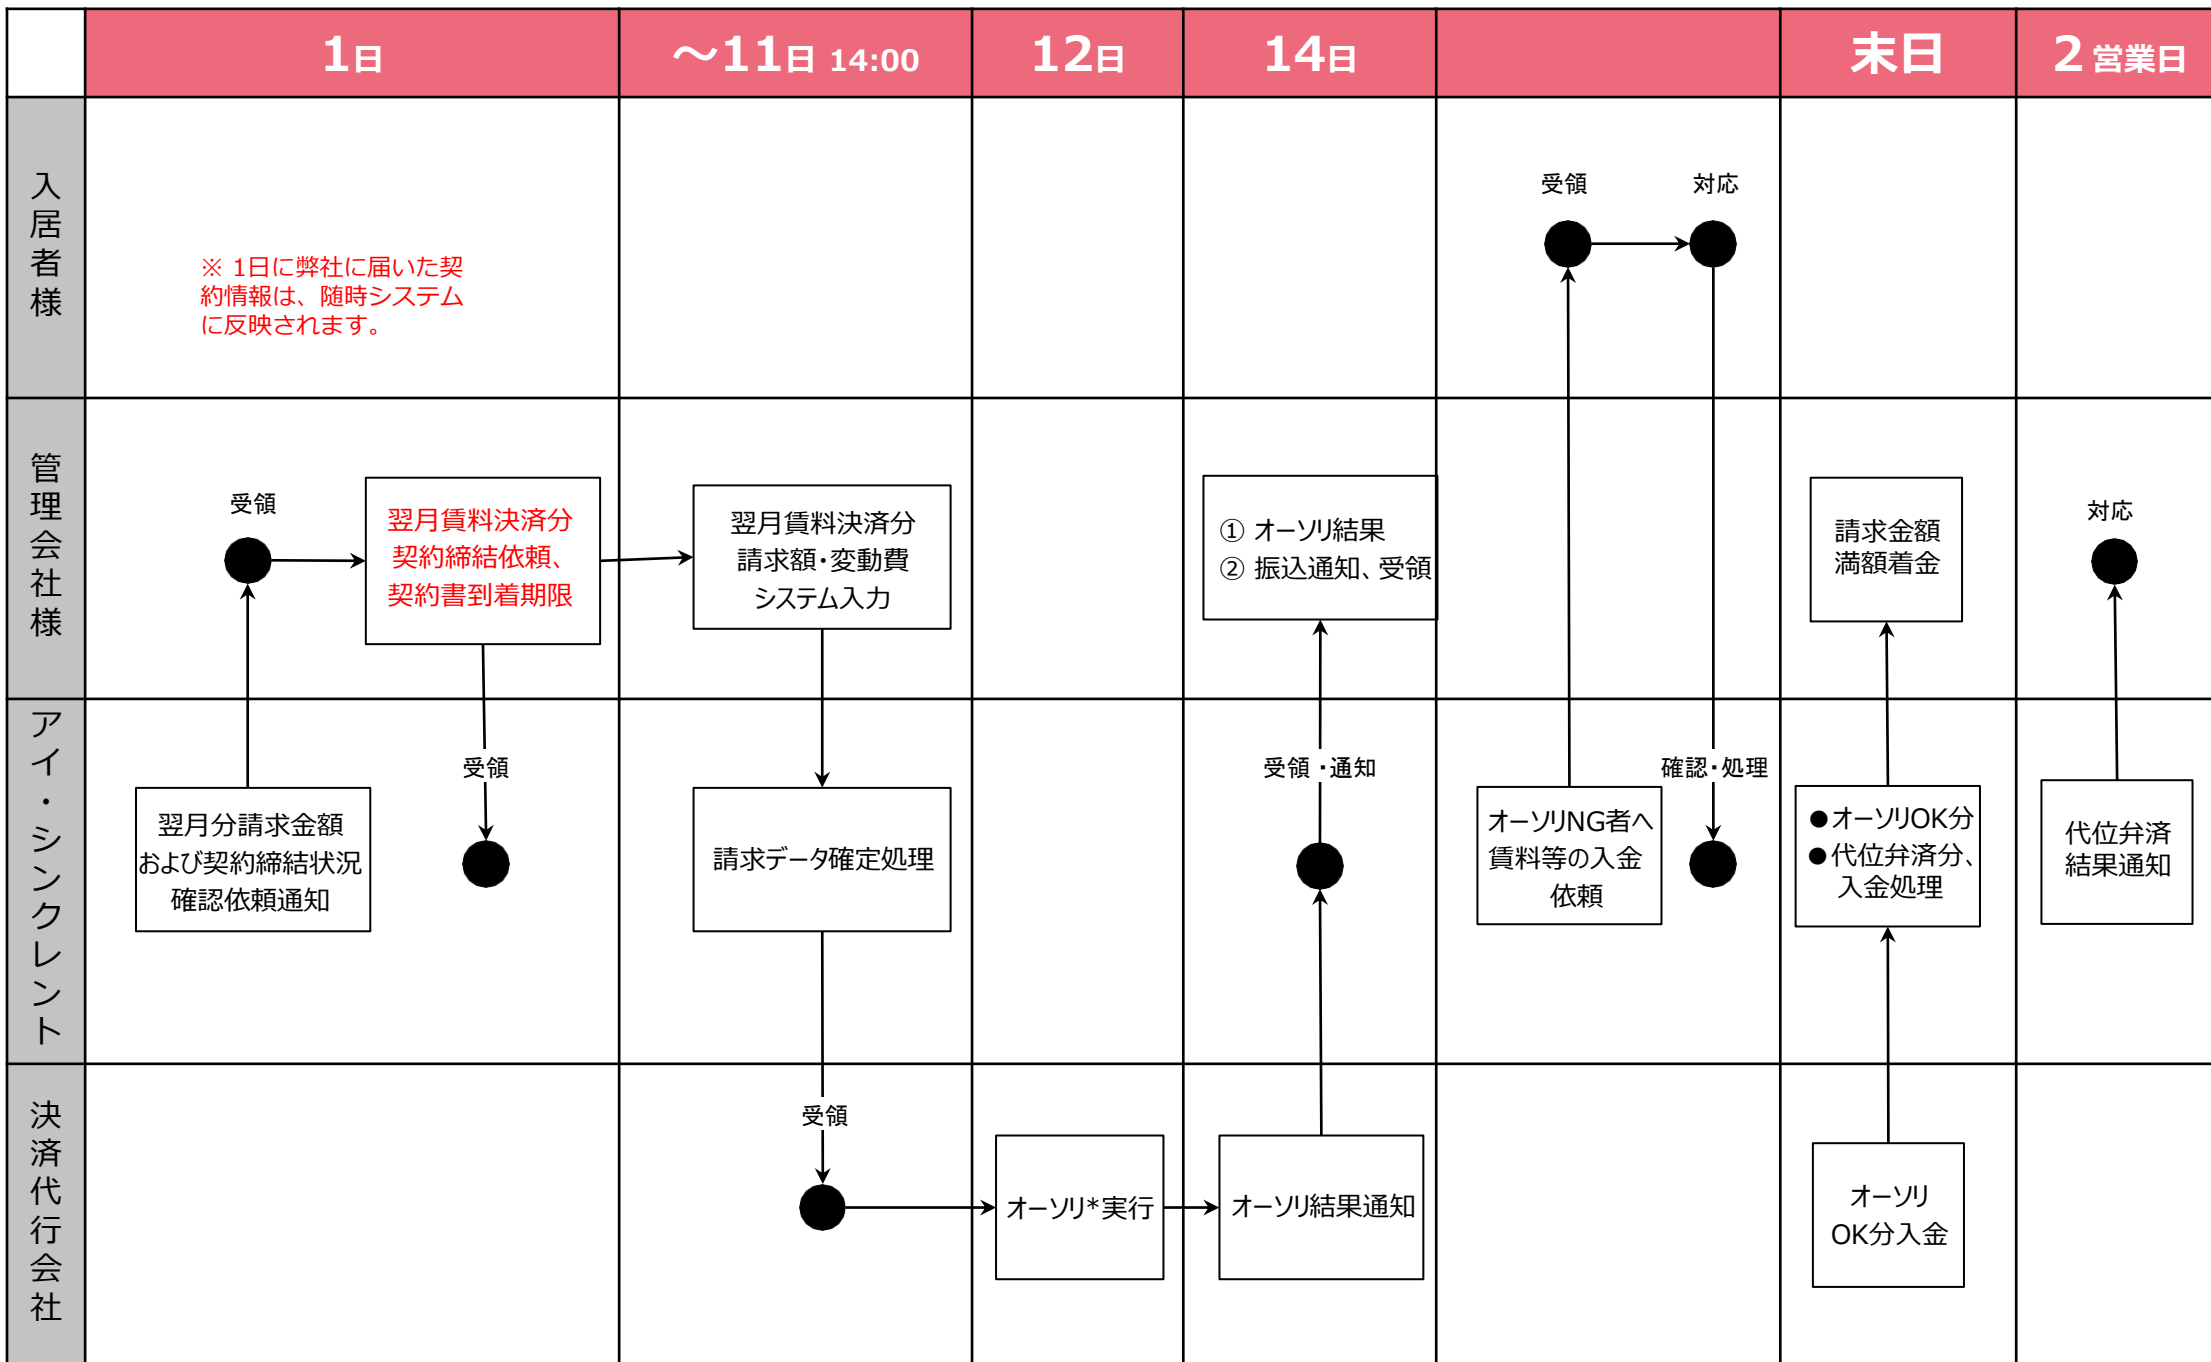 1日
～11日 14:00
12日
14日
末日
2 営業日
入居者様
※ 1日に弊社に届いた契
約情報は、随時システム
に反映されます。
受領
対応
管理会社様
受領
翌月賃料決済分
契約締結依頼、
契約書到着期限
翌月賃料決済分
請求額・変動費
システム入力
① オーソリ結果
② 振込通知、受領
請求金額
満額着金
対応
アイ・シンクレント
翌月分請求金額
および契約締結状況
確認依頼通知
受領
請求データ確定処理
受領・通知
オーソリNG者へ
賃料等の入金
依頼
確認・処理
●オーソリOK分
●代位弁済分、
入金処理
代位弁済
結果通知
決済代行会社
受領
オーソリ*実行
オーソリ結果通知
オーソリ
OK分入金